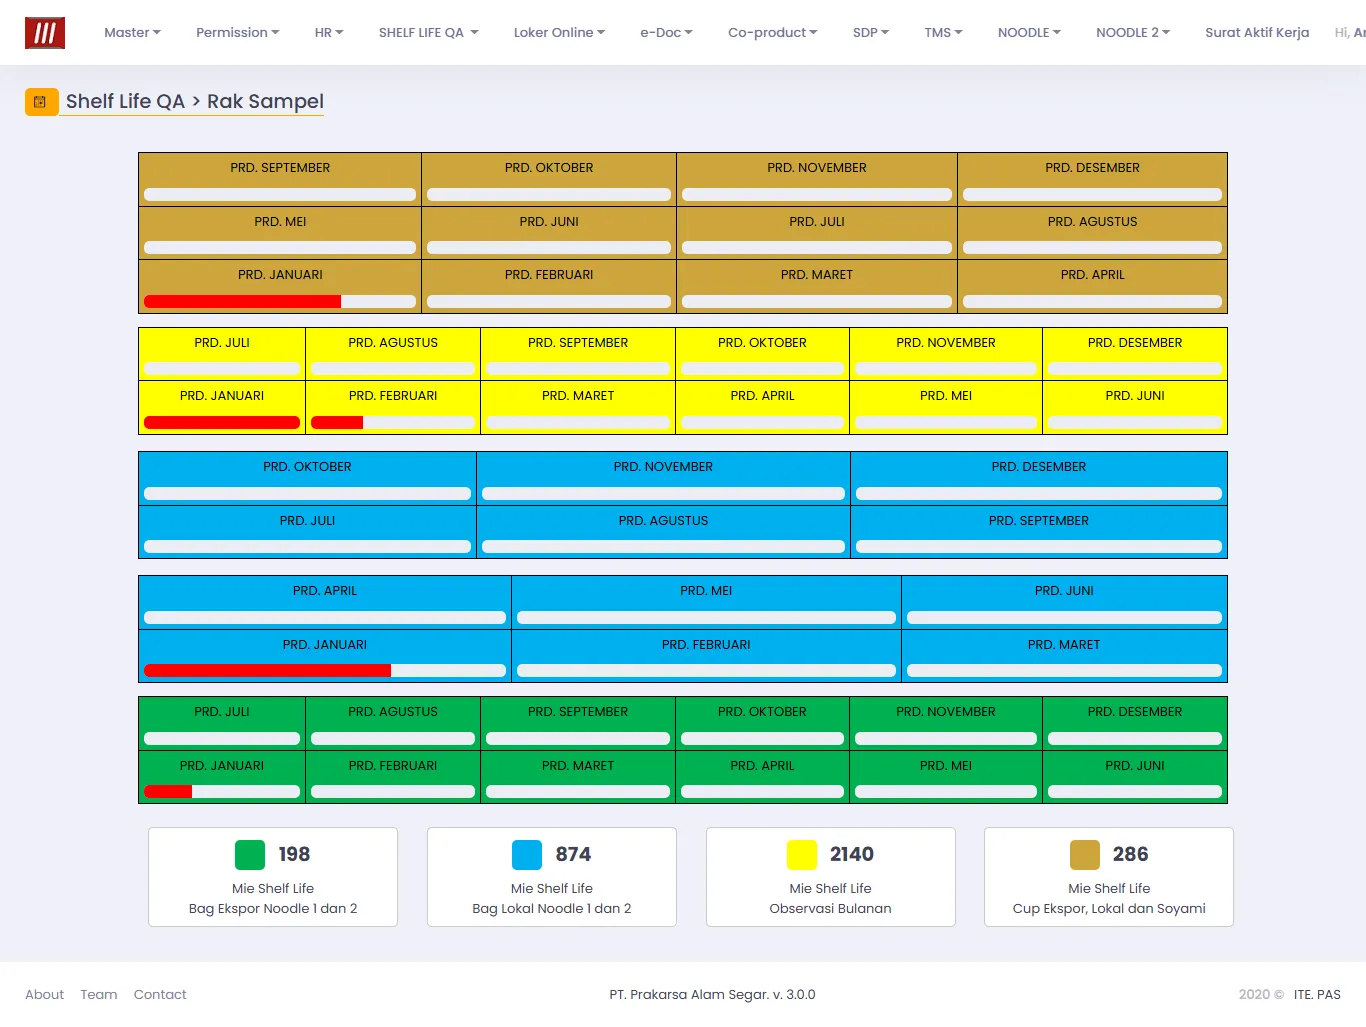 Master Permission HR SHELF LIFE QA Loker Online e-Doc Co-product SDP TMS NOODLE NOODLE 2 Surat Aktif Kerja Hi, Ar
Shelf Life QA > Rak Sampel
PRD. SEPTEMBER PRD. OKTOBER PRD. NOVEMBER PRD. DESEMBER
PRD. MEI PRD. JUNI PRD. JULI PRD. AGUSTUS
PRD. JANUARI PRD. FEBRUARI PRD. MARET PRD. APRIL
PRD. JULI PRD. AGUSTUS PRD. SEPTEMBER PRD. OKTOBER PRD. NOVEMBER PRD. DESEMBER
PRD. JANUARI PRD. FEBRUARI PRD. MARET PRD. APRIL PRD. MEI PRD. JUNI
PRD. OKTOBER PRD. NOVEMBER PRD. DESEMBER
PRD. JULI PRD. AGUSTUS PRD. SEPTEMBER
PRD. APRIL PRD. MEI PRD. JUNI
PRD. JANUARI PRD. FEBRUARI PRD. MARET
PRD. JULI PRD. AGUSTUS PRD. SEPTEMBER PRD. OKTOBER PRD. NOVEMBER PRD. DESEMBER
PRD. JANUARI PRD. FEBRUARI PRD. MARET PRD. APRIL PRD. MEI PRD. JUNI
198
Mie Shelf Life
Bag Ekspor Noodle 1 dan 2
874
Mie Shelf Life
Bag Lokal Noodle 1 dan 2
2140
Mie Shelf Life
Observasi Bulanan
286
Mie Shelf Life
Cup Ekspor, Lokal dan Soyami
About Team Contact PT. Prakarsa Alam Segar. v. 3.0.0 2020 © ITE. PAS